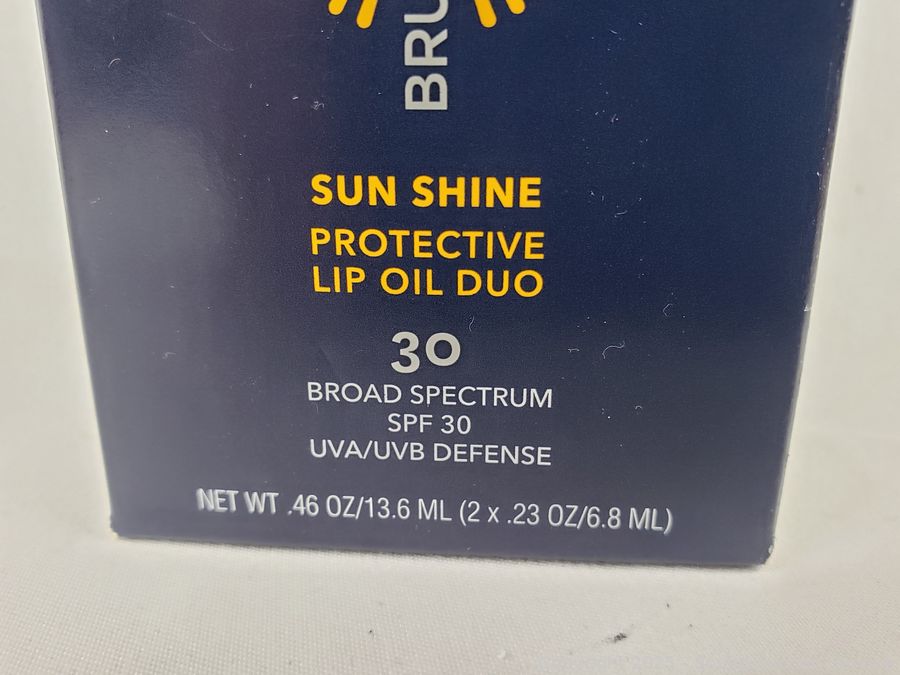 BRU
SUN SHINE
PROTECTIVE
LIP OIL DUO
30
BROAD SPECTRUM
SPF 30
UVA/UVB DEFENSE
NET WT .46 OZ/13.6 ML (2 x .23 OZ/6.8 ML)